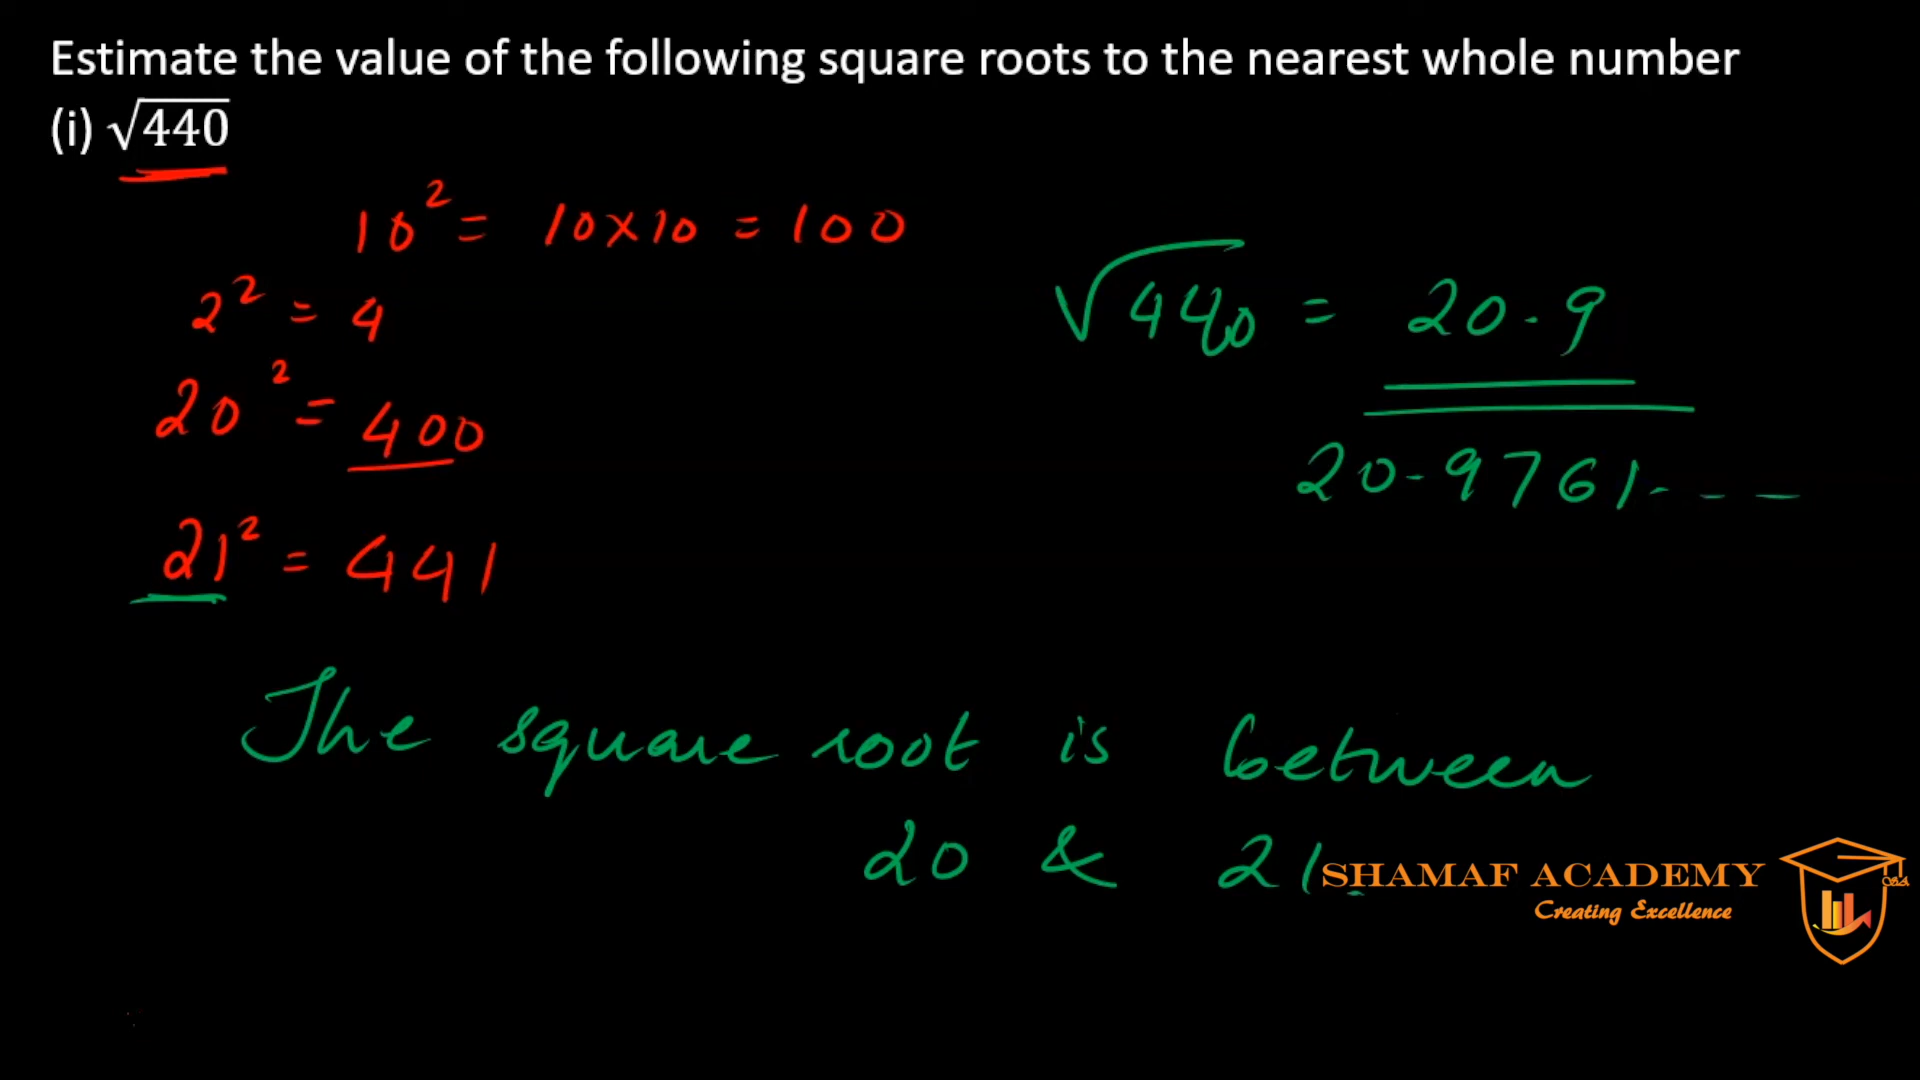 Estimate the value of the following square roots to the nearest whole number
(i) √440
10² = 10×10 = 100
2² = 4
20² = 400
21² = 441
√440 = 20.9
20.9761----
The square root is between
20 & 21.
SHAMAF ACADEMY
Creating Excellence